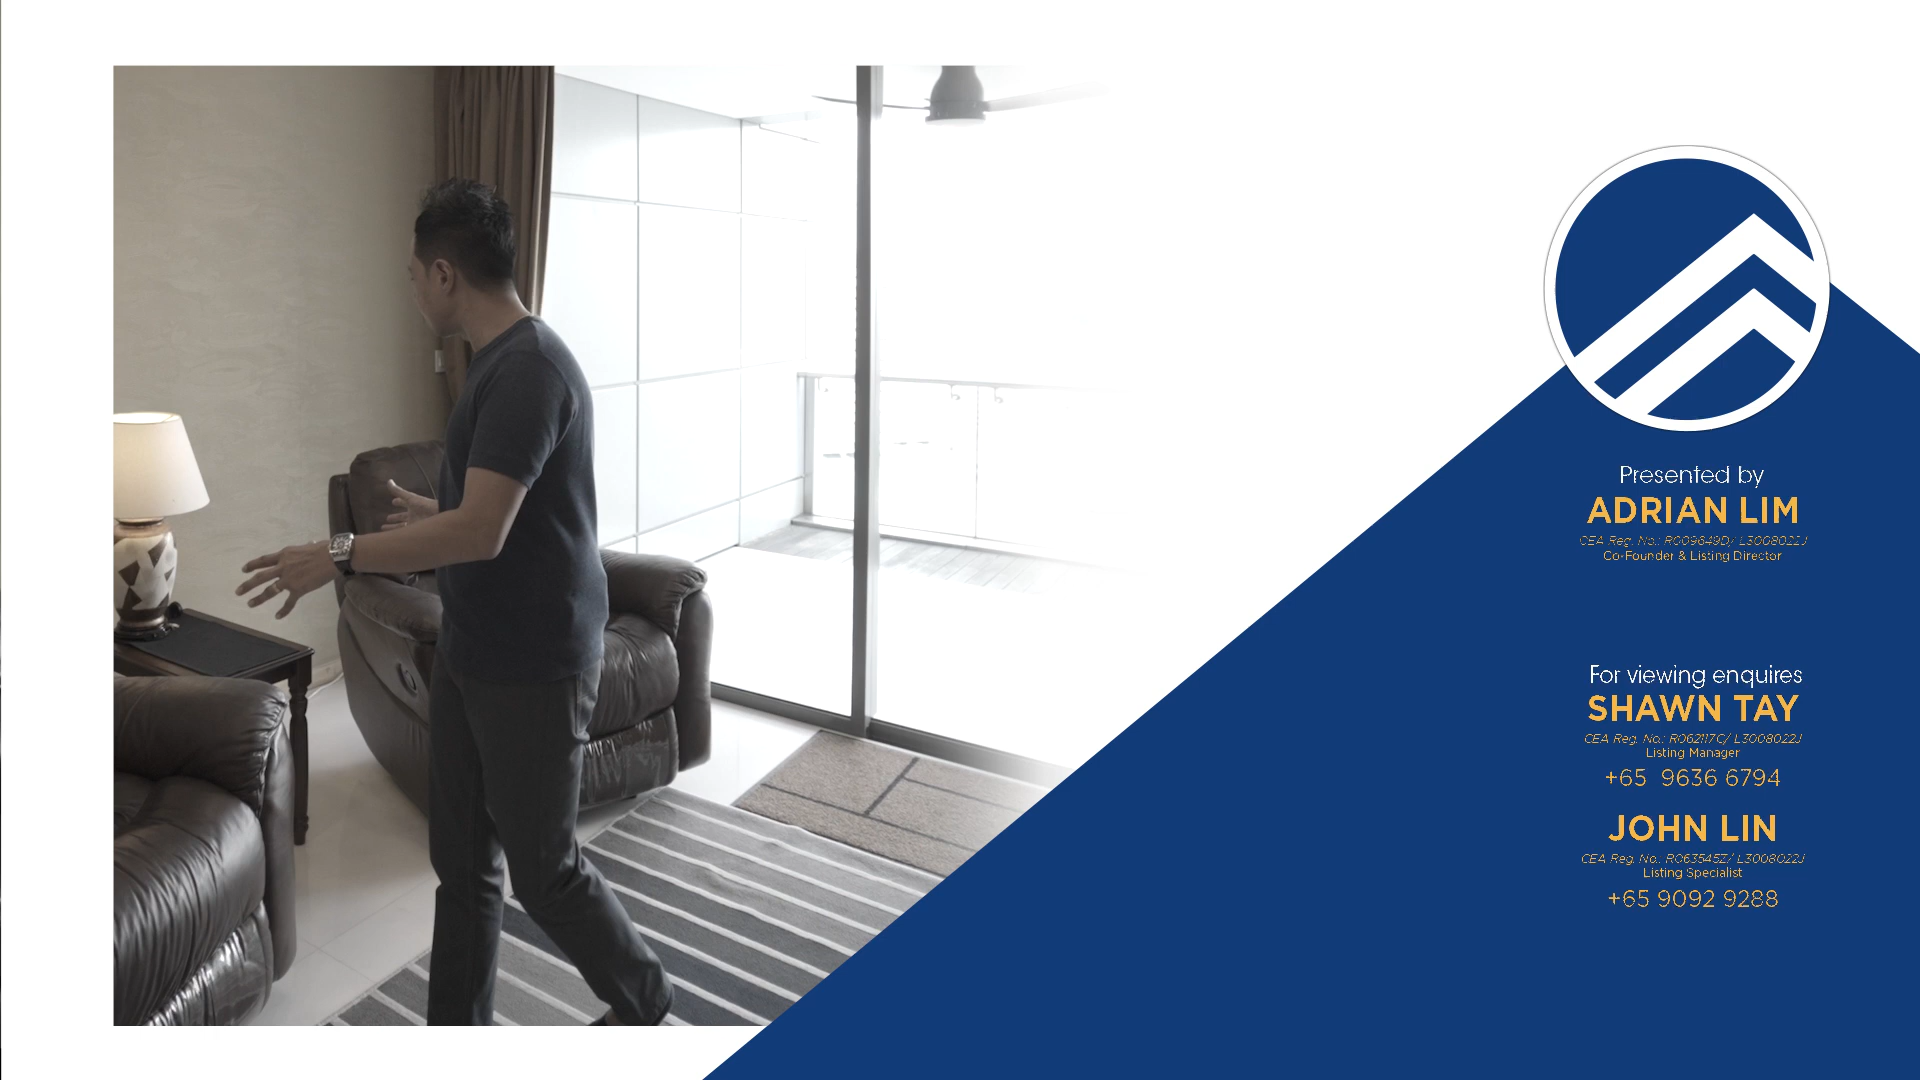 Presented by
ADRIAN LIM
CEA Reg. No.: R009649D/ L3008022J
Co-Founder & Listing Director
For viewing enquires
SHAWN TAY
CEA Reg. No.: R062117C/ L3008022J
Listing Manager
+65 9636 6794
JOHN LIN
CEA Reg. No.: R063545Z/ L3008022J
Listing Specialist
+65 9092 9288